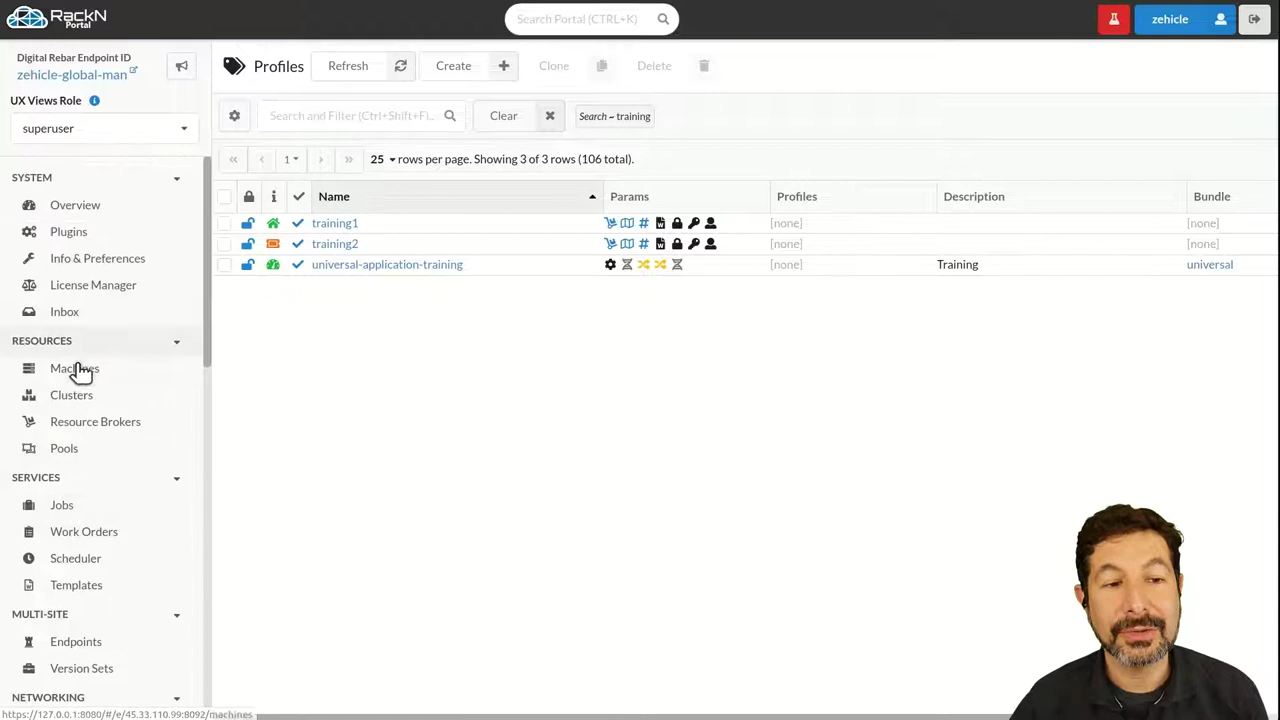 RackN
Portal
Search Portal (CTRL+K)
zehicle
Digital Rebar Endpoint ID
zehicle-global-man
UX Views Role
superuser
Profiles
Refresh
Create
Clone
Delete
Search and Filter (Ctrl+Shift+F)...
Clear
Search ~ training
1
25 rows per page. Showing 3 of 3 rows (106 total).
Name Params Profiles Description Bundle
training1 [none] [none]
training2 [none] [none]
universal-application-training [none] Training universal
SYSTEM
Overview
Plugins
Info & Preferences
License Manager
Inbox
RESOURCES
Machines
Clusters
Resource Brokers
Pools
SERVICES
Jobs
Work Orders
Scheduler
Templates
MULTI-SITE
Endpoints
Version Sets
NETWORKING
https://127.0.0.1:8080/#/e/45.33.110.99:8092/machines